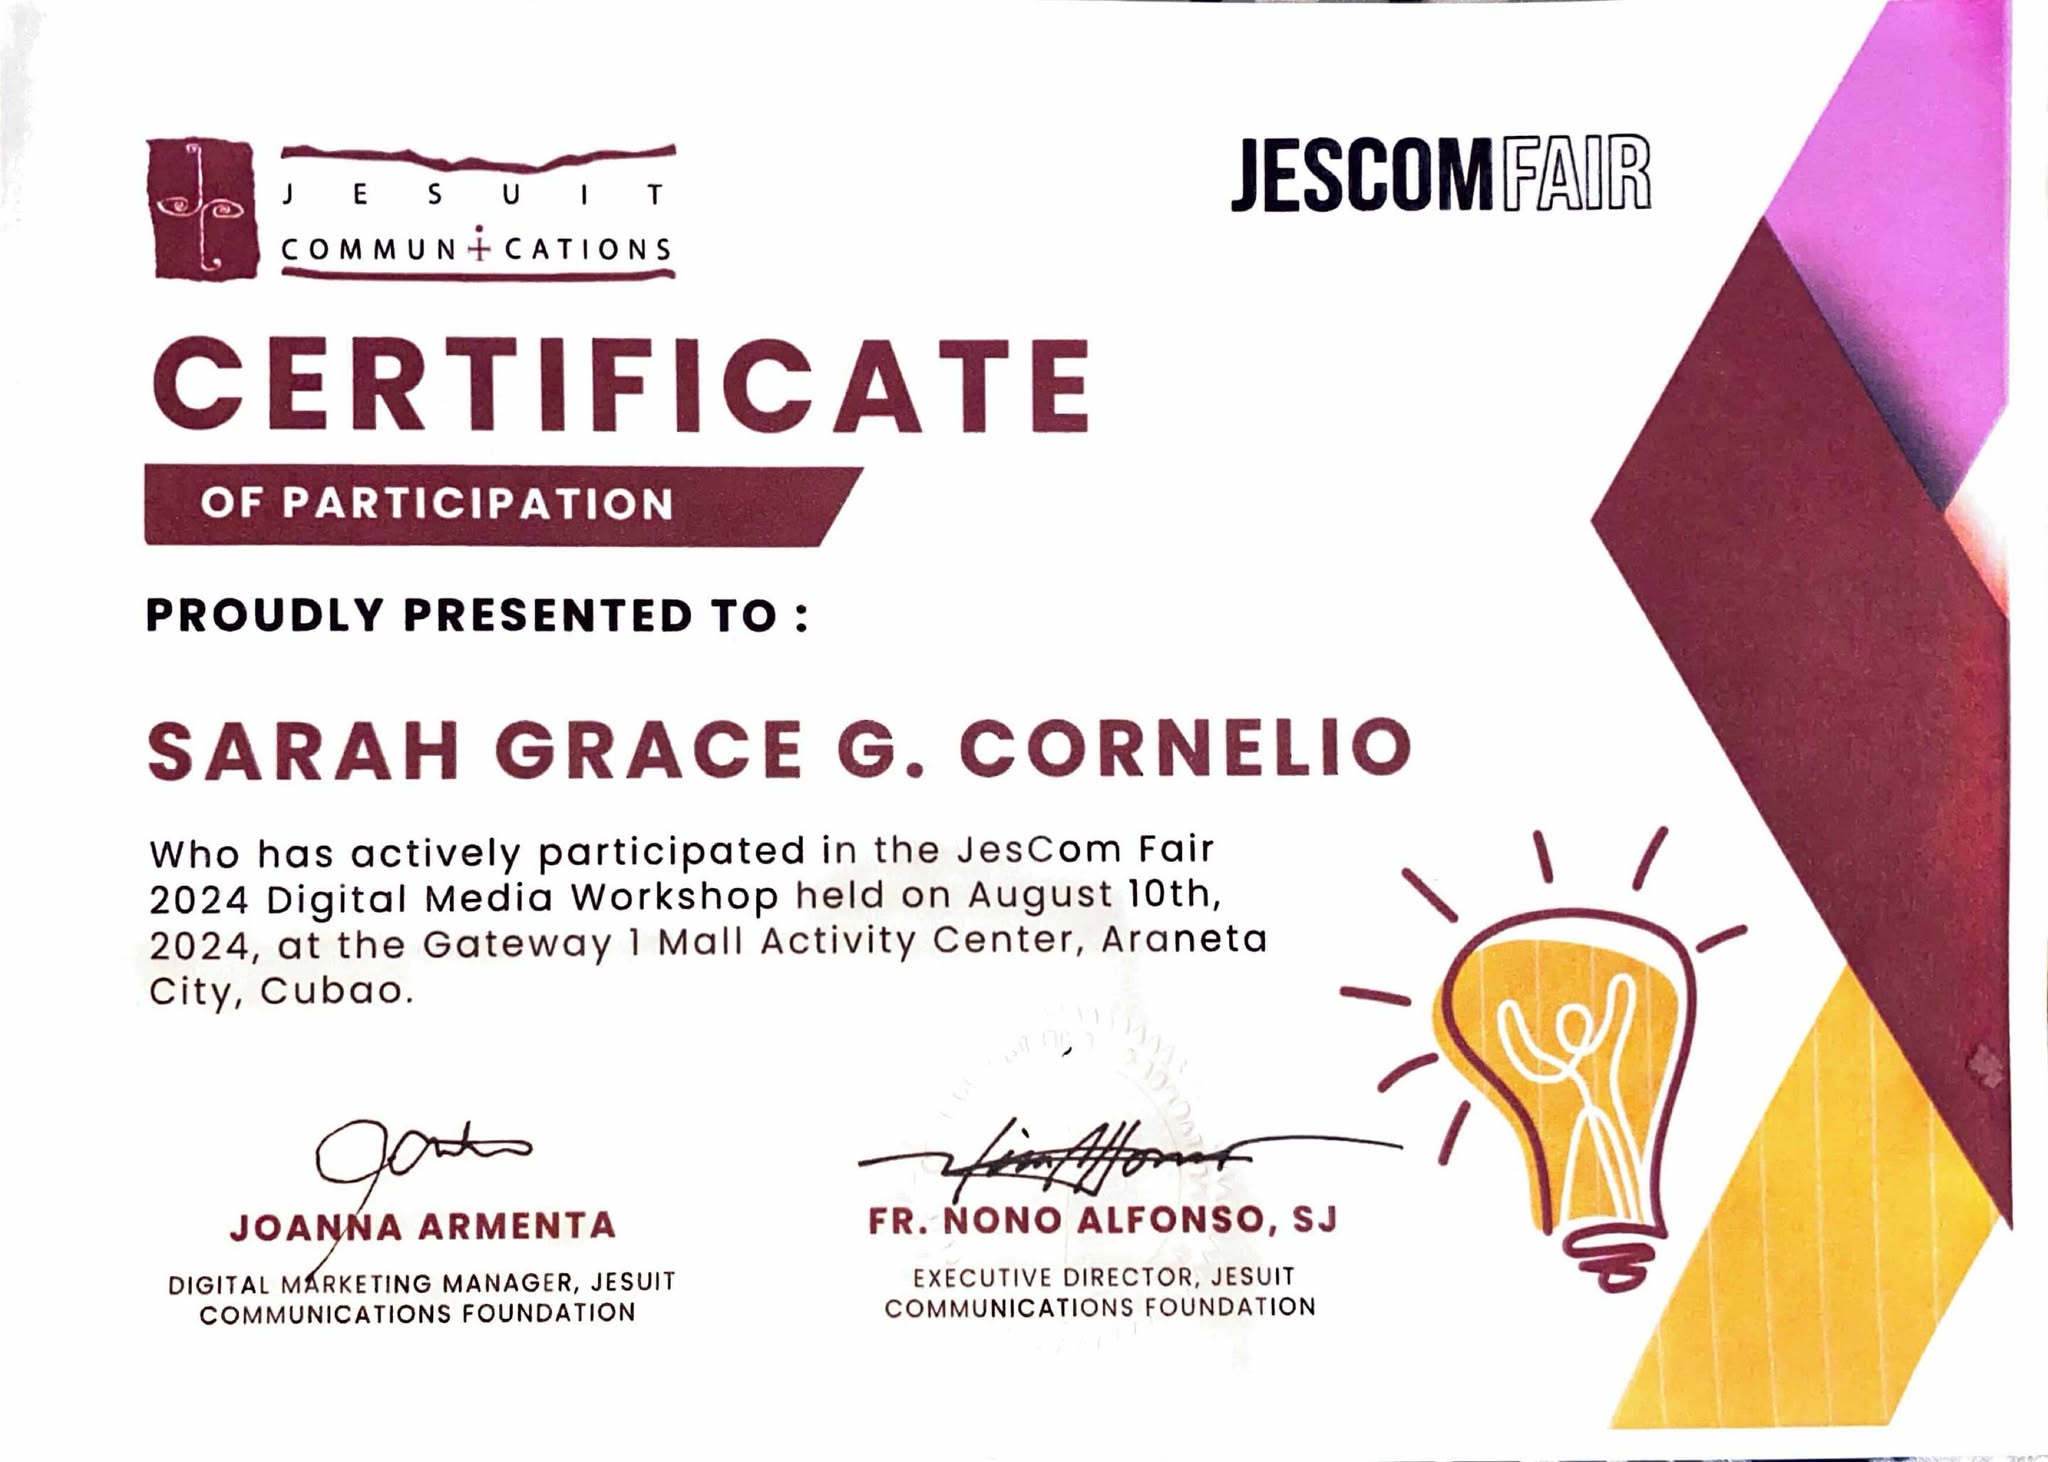 JESUIT
COMMUNICATIONS
JESCOMFAIR
CERTIFICATE
OF PARTICIPATION
PROUDLY PRESENTED TO :
SARAH GRACE G. CORNELIO
Who has actively participated in the JesCom Fair
2024 Digital Media Workshop held on August 10th,
2024, at the Gateway 1 Mall Activity Center, Araneta
City, Cubao.
JOANNA ARMENTA
DIGITAL MARKETING MANAGER, JESUIT
COMMUNICATIONS FOUNDATION
FR. NONO ALFONSO, SJ
EXECUTIVE DIRECTOR, JESUIT
COMMUNICATIONS FOUNDATION